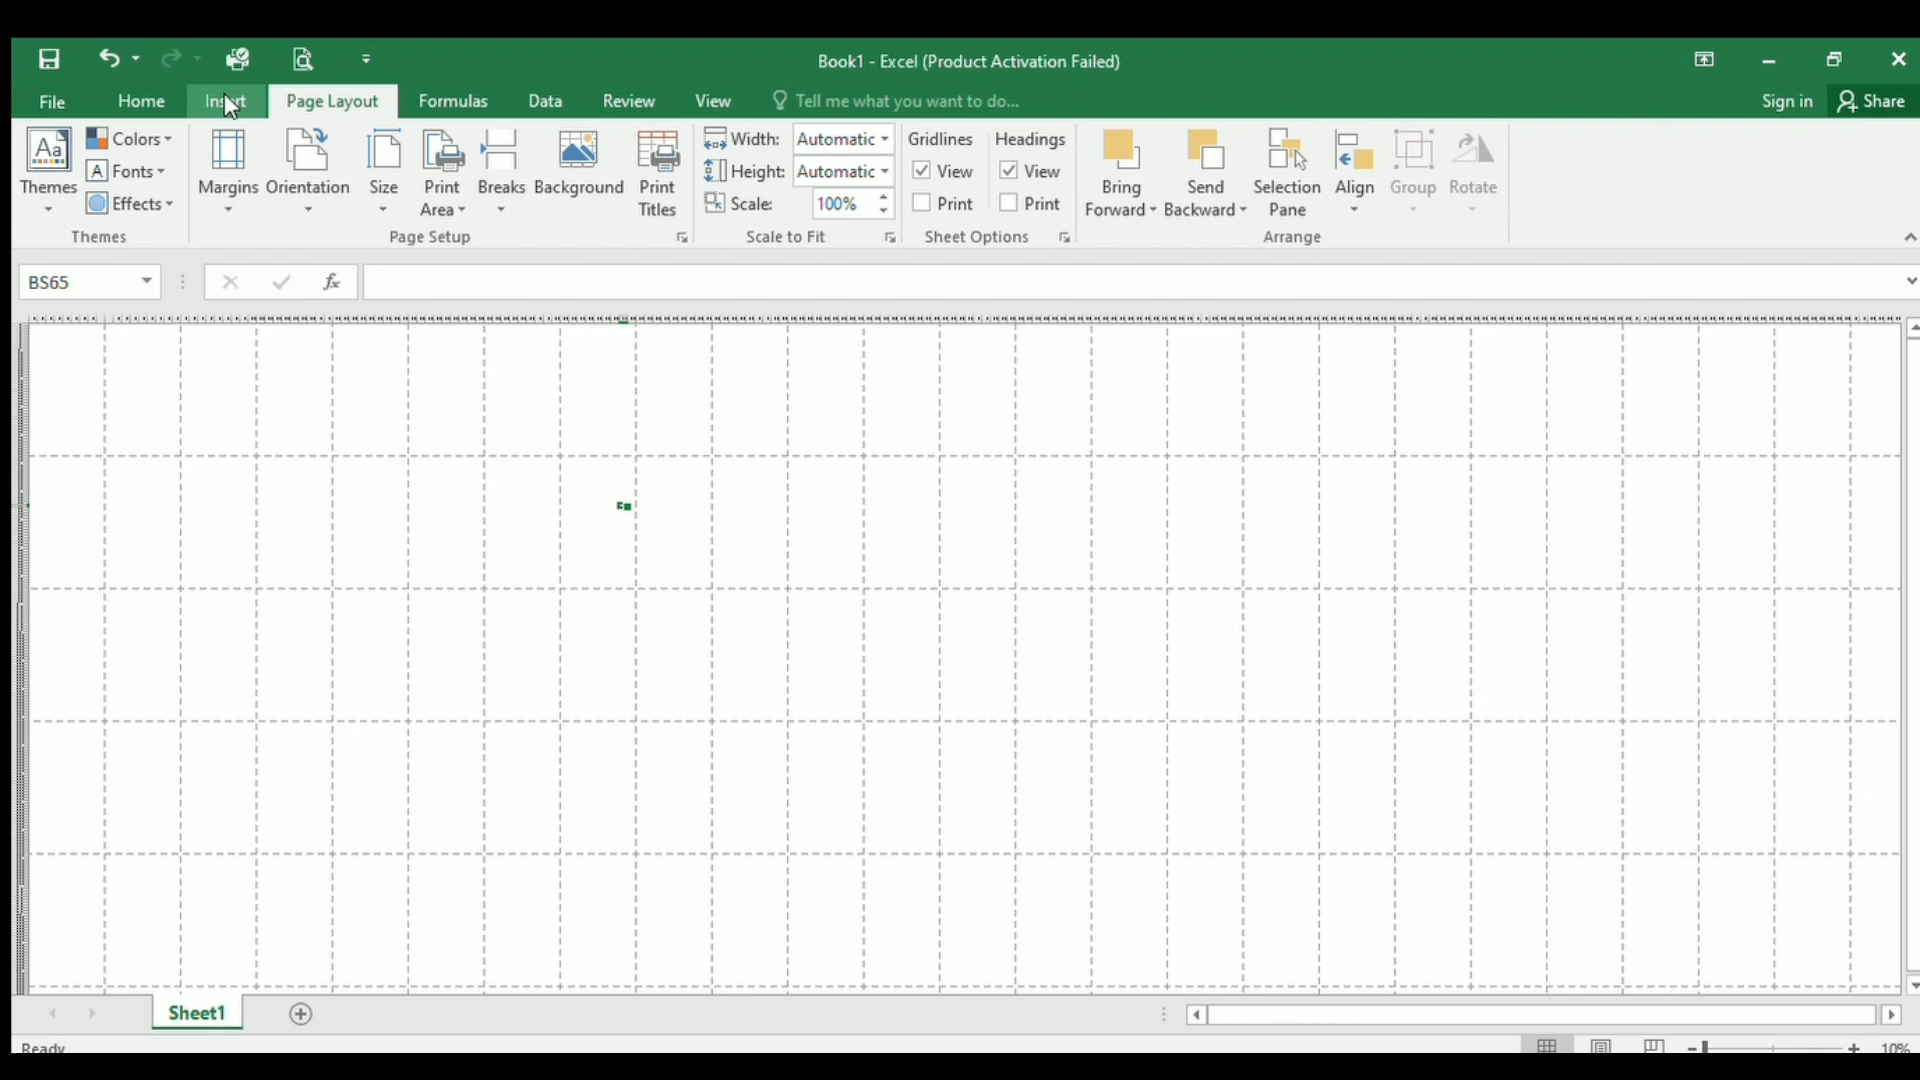 Book1 - Excel (Product Activation Failed)
File Home Insert Page Layout Formulas Data Review View Tell me what you want to do... Sign in Share
Aa Colors Width: Automatic Gridlines Headings
A Fonts Height: Automatic View View
Themes Margins Orientation Size Print Breaks Background Print Bring Send Selection Align Group Rotate
Effects Area Titles Scale: 100% Print Print Forward Backward Pane
Themes Page Setup Scale to Fit Sheet Options Arrange
BS65 fx
Sheet1
Ready 10%